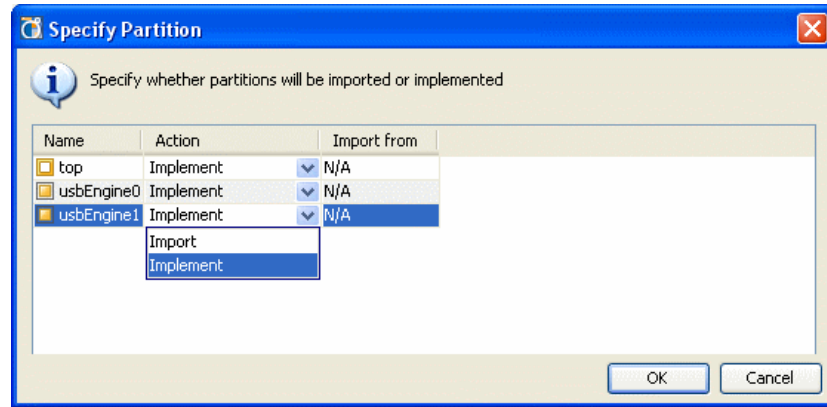 Specify Partition
Specify whether partitions will be imported or implemented
Name Action Import from
top Implement N/A
usbEngine0 Implement N/A
usbEngine1 Implement N/A
Import
Implement
OK Cancel